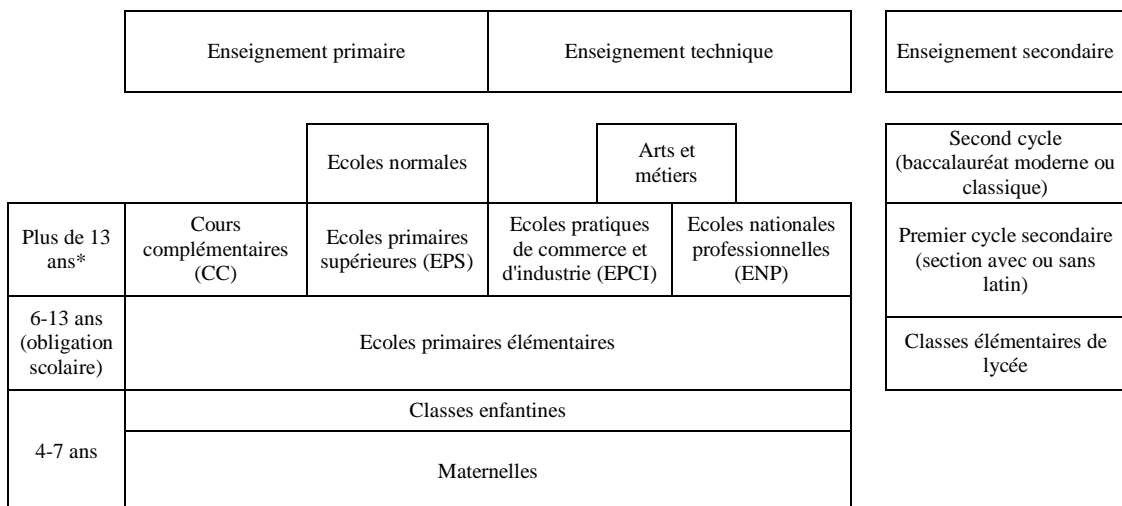 Enseignement primaire
Enseignement technique
Enseignement secondaire
Ecoles normales
Arts et
métiers
Second cycle
(baccalauréat moderne ou
classique)
Plus de 13
ans*
Cours
complémentaires
(CC)
Ecoles primaires
supérieures (EPS)
Ecoles pratiques
de commerce et
d'industrie (EPCI)
Ecoles nationales
professionnelles
(ENP)
Premier cycle secondaire
(section avec ou sans
latin)
6-13 ans
(obligation
scolaire)
Ecoles primaires élémentaires
Classes élémentaires de
lycée
4-7 ans
Classes enfantines
Maternelles